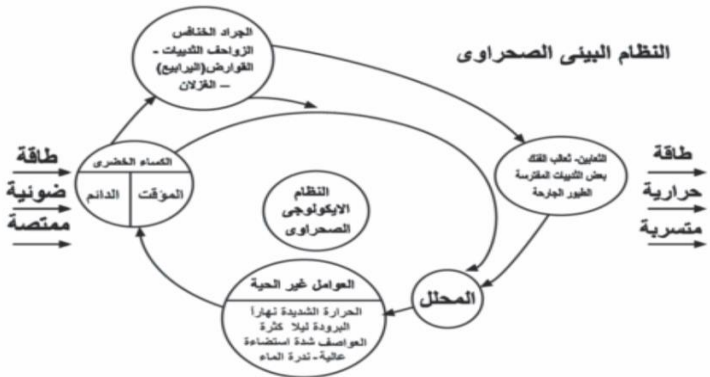 النظام البيئى الصحراوى
الجراد الخنافس
الزواحف الثدييات -
القوارض(اليرابيع)
– الغزلان
طاقة
ضوئية
ممتصة
الكساء الخضرى
المؤقت
الدائم
النظام
الايكولوجى
الصحراوى
الثعابين- ثعالب الفنك
بعض الثدييات المفترسة
الطيور الجارحة
طاقة
حرارية
متسربة
المحلل
العوامل غير الحية
الحرارة الشديدة نهاراً
البرودة ليلا كثرة
العواصف شدة استضاءة
عالية - ندرة الماء